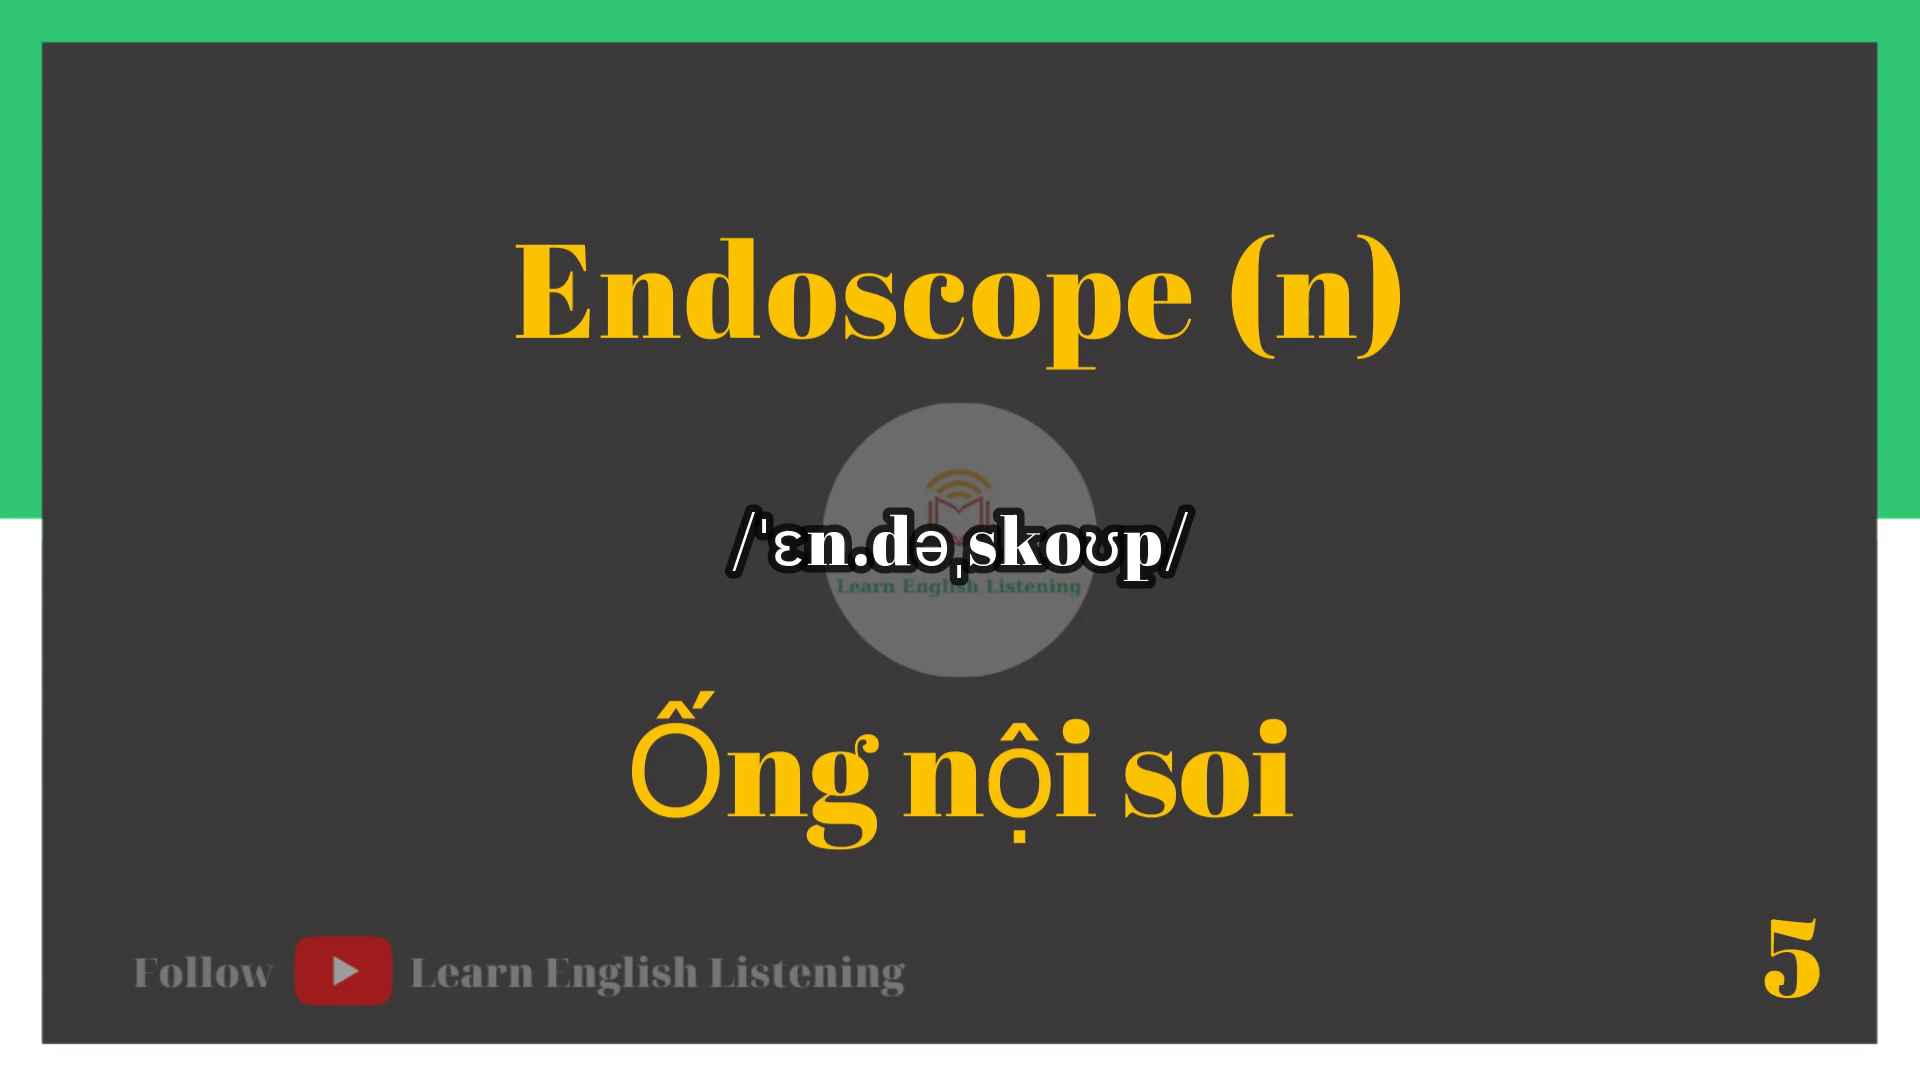 Endoscope (n)
/ˈɛn.dəˌskoʊp/
Learn English Listening
Ống nội soi
Follow Learn English Listening
5